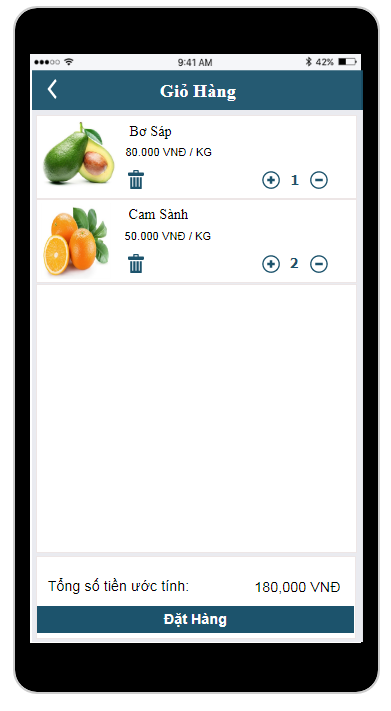 9:41 AM 42%
Giỏ Hàng
Bơ Sáp
80.000 VNĐ / KG
1
Cam Sành
50.000 VNĐ / KG
2
Tổng số tiền ước tính: 180,000 VNĐ
Đặt Hàng